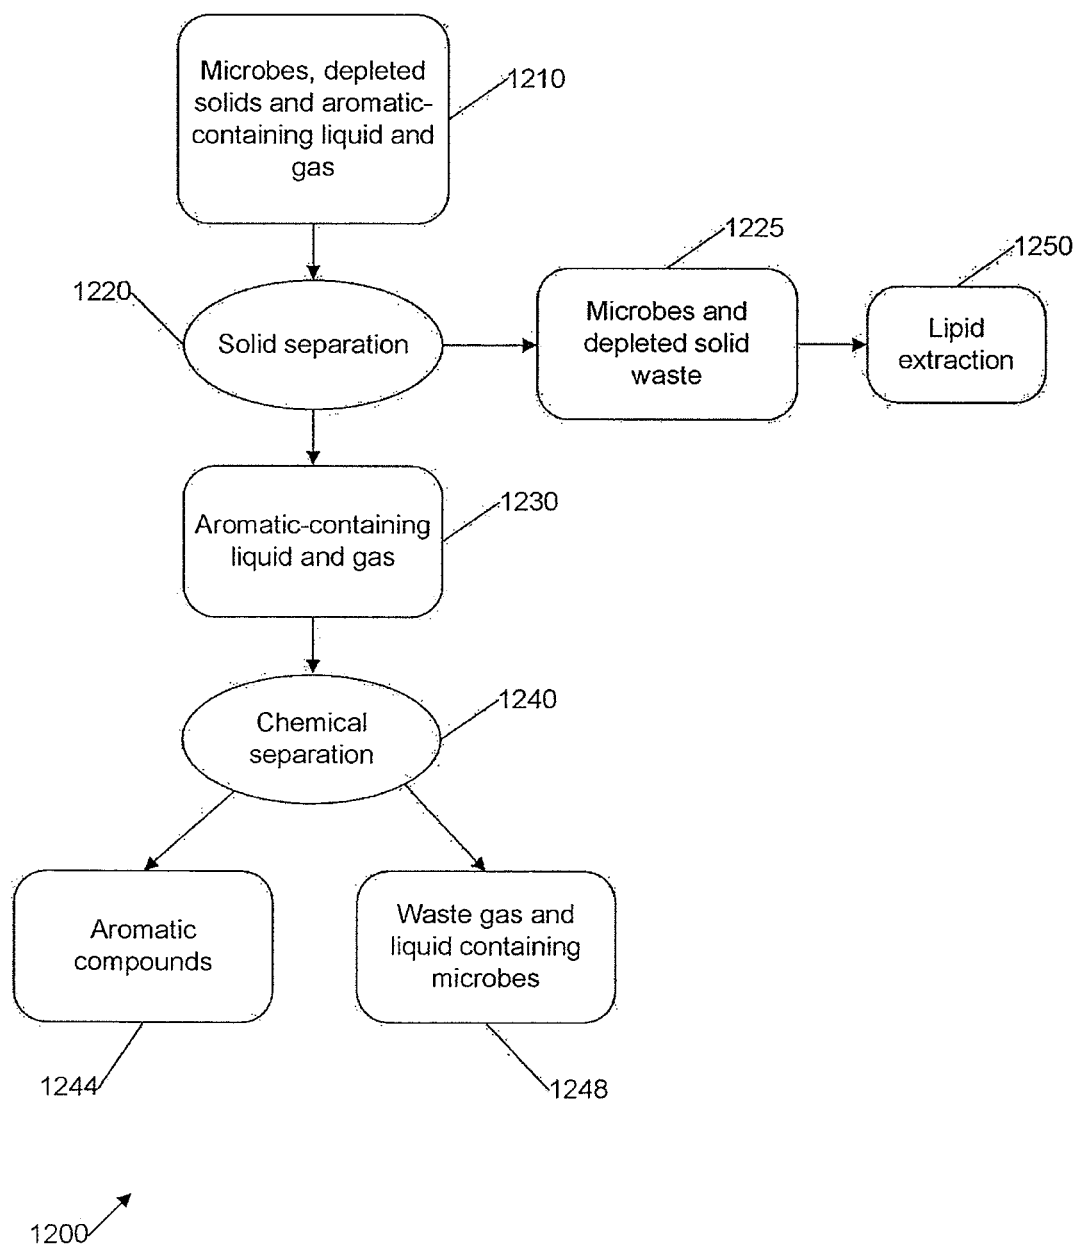 Microbes, depleted
solids and aromatic-
containing liquid and
gas
1210
1220
Solid separation
1225
Microbes and
depleted solid
waste
1250
Lipid
extraction
1230
Aromatic-containing
liquid and gas
1240
Chemical
separation
Aromatic
compounds
Waste gas and
liquid containing
microbes
1244
1248
1200